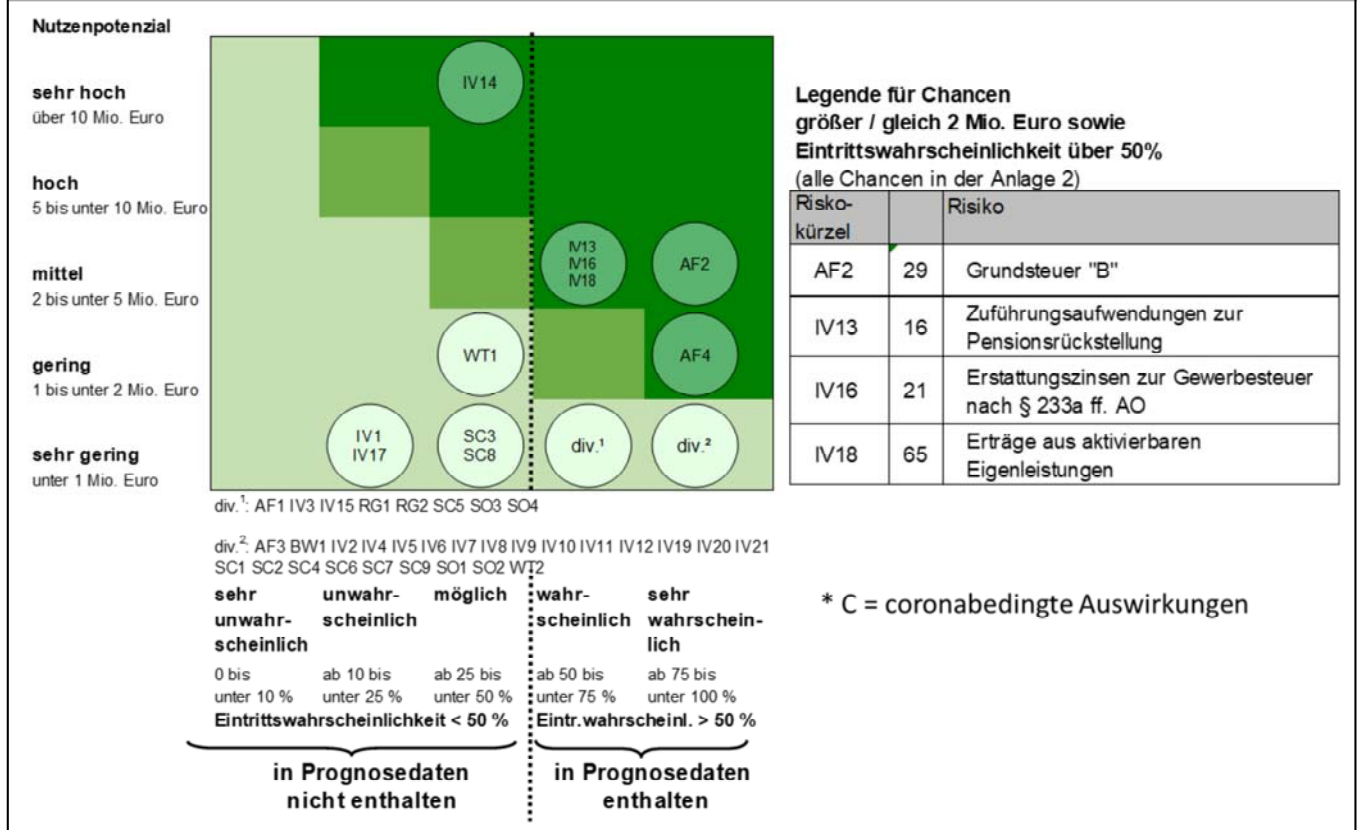 Nutzenpotenzial
sehr hoch
über 10 Mio. Euro
hoch
5 bis unter 10 Mio. Euro
mittel
2 bis unter 5 Mio. Euro
gering
1 bis unter 2 Mio. Euro
sehr gering
unter 1 Mio. Euro
IV14
IV13
IV16
IV18
AF2
WT1
AF4
IV1
IV17
SC3
SC8
div.¹
div.²
div.¹: AF1 IV3 IV15 RG1 RG2 SC5 SO3 SO4
div.²: AF3 BW1 IV2 IV4 IV5 IV6 IV7 IV8 IV9 IV10 IV11 IV12 IV19 IV20 IV21
SC1 SC2 SC4 SC6 SC7 SC9 SO1 SO2 WT2
sehr
unwahr-
scheinlich
0 bis
unter 10 %
unwahr-
scheinlich
ab 10 bis
unter 25 %
möglich
ab 25 bis
unter 50 %
wahr-
scheinlich
ab 50 bis
unter 75 %
sehr
wahrschein-
lich
ab 75 bis
unter 100 %
Eintrittswahrscheinlichkeit < 50 %
Eintr.wahrscheinl. > 50 %
in Prognosedaten
nicht enthalten
in Prognosedaten
enthalten
Legende für Chancen
größer / gleich 2 Mio. Euro sowie
Eintrittswahrscheinlichkeit über 50%
(alle Chancen in der Anlage 2)
Risko-
kürzel
Risiko
AF2 29 Grundsteuer "B"
IV13 16 Zuführungsaufwendungen zur
Pensionsrückstellung
IV16 21 Erstattungszinsen zur Gewerbesteuer
nach § 233a ff. AO
IV18 65 Erträge aus aktivierbaren
Eigenleistungen
* C = coronabedingte Auswirkungen